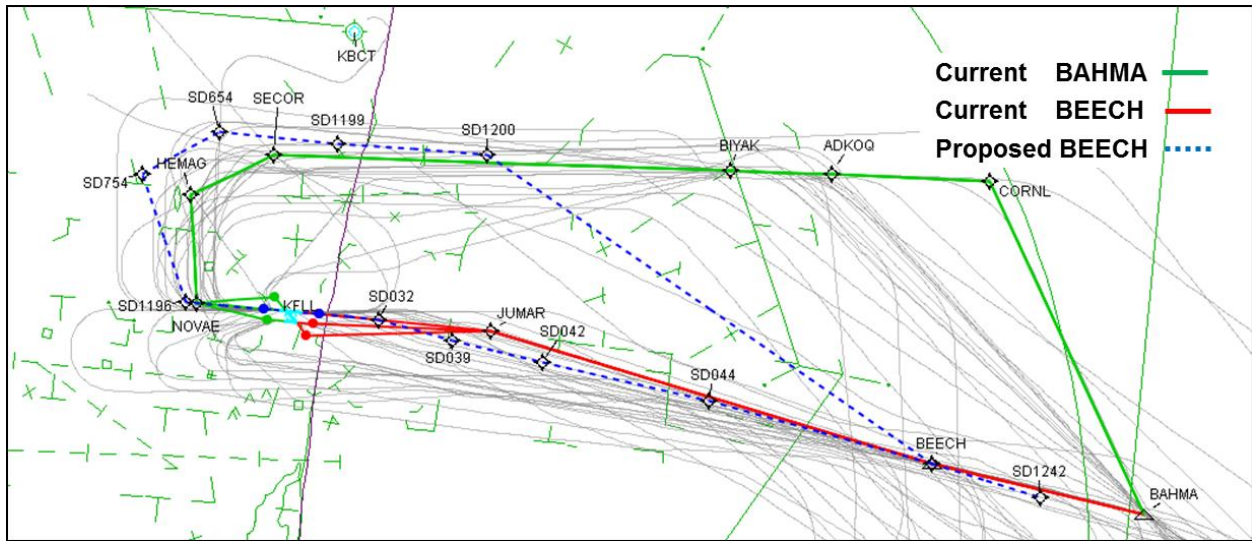 KBCT
Current BAHMA
Current BEECH
Proposed BEECH
SD654
SECOR
SD1199
SD1200
HEMAG
SD754
BIYAK
ADKOQ
CORNL
SD1196
NOVAE
KFLL
SD032
JUMAR
SD042
SD039
SD044
BEECH
SD1242
BAHMA